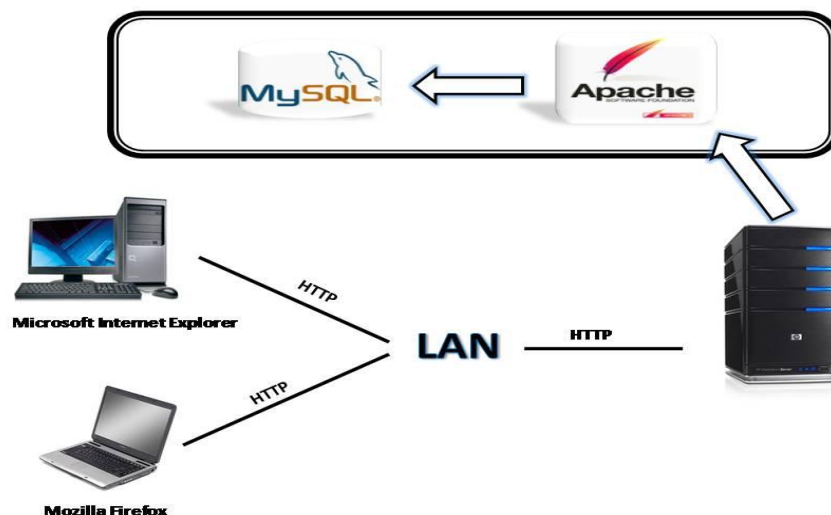 MySQL®
Apache
SOFTWARE FOUNDATION
HTTP
Microsoft Internet Explorer
LAN
HTTP
HTTP
Mozilla Firefox